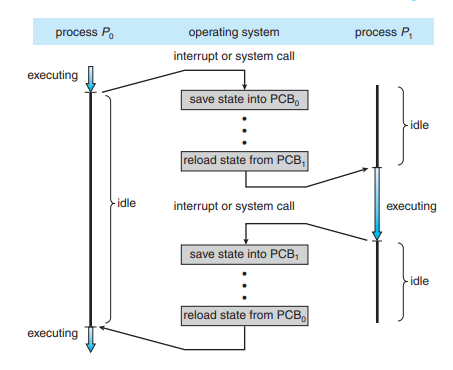 process P₀ operating system process P₁
interrupt or system call
executing
save state into PCB₀
idle
reload state from PCB₁
idle
interrupt or system call
executing
save state into PCB₁
idle
reload state from PCB₀
executing